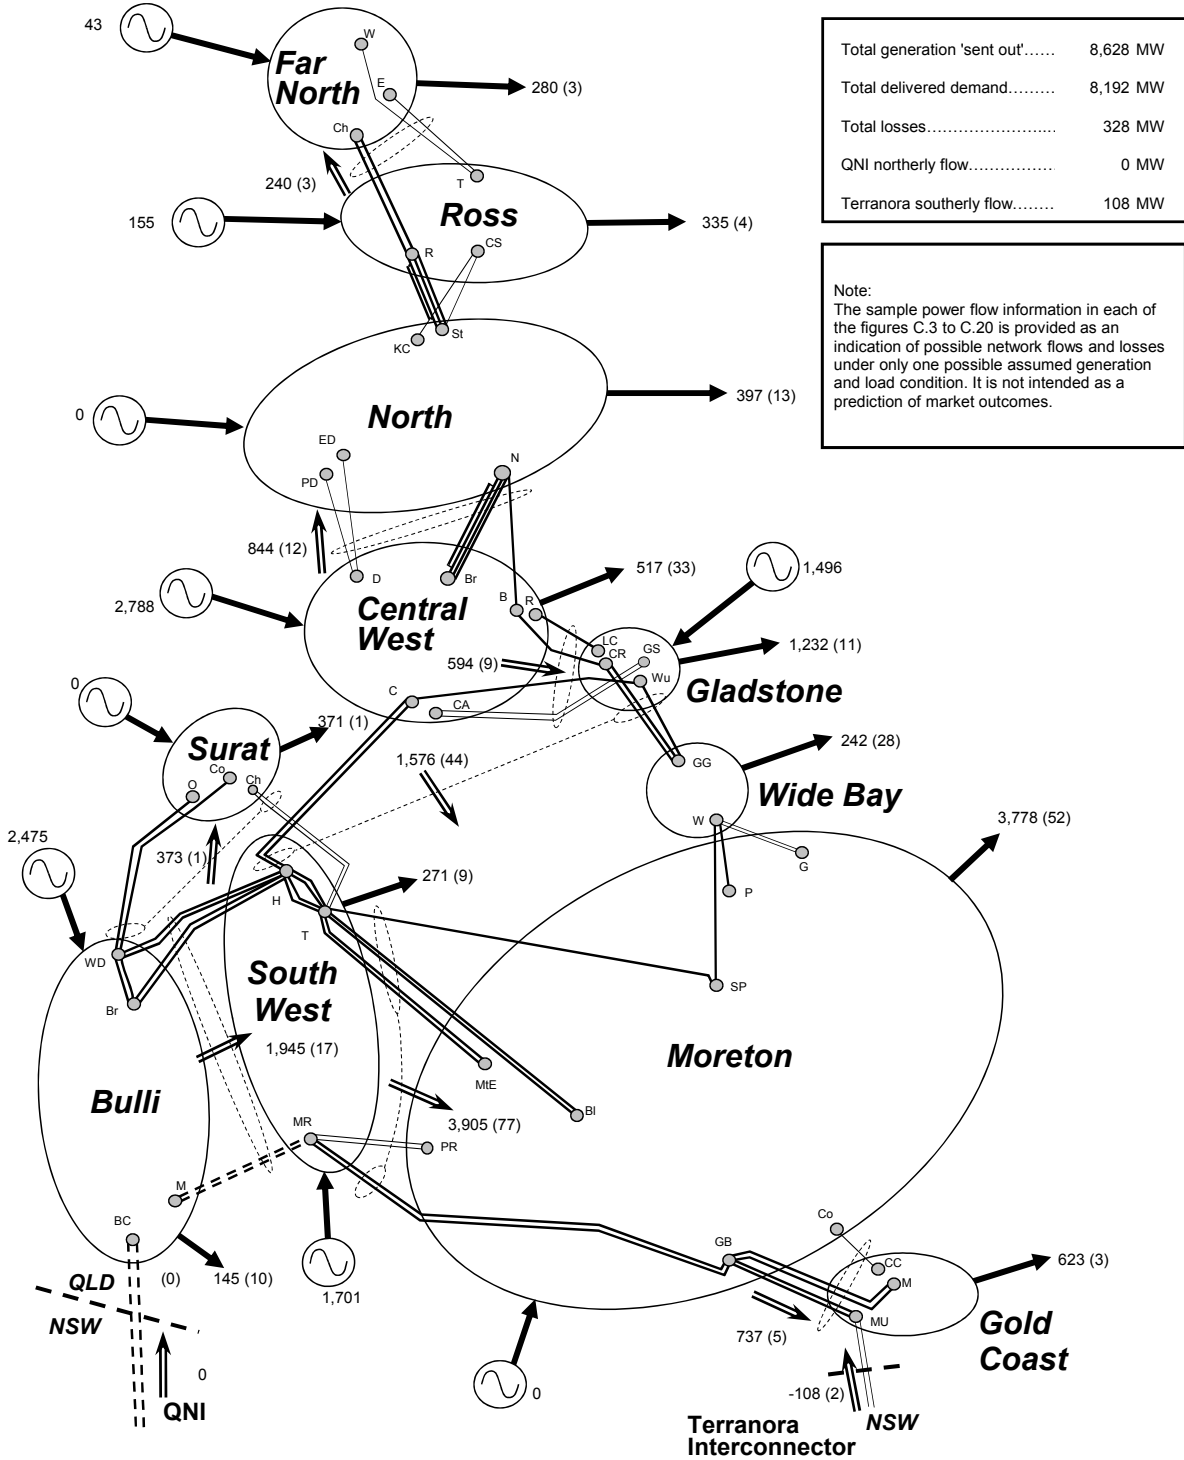 43
W
Far
North
E
280 (3)
Ch
240 (3)
T
155
Ross
335 (4)
CS
R
St
KC
0
North
397 (13)
ED
N
PD
844 (12)
D
Br
517 (33)
1,496
2,788
Central
West
B
R
LC
CR
GS
1,232 (11)
594 (9)
Wu
Gladstone
0
C
CA
371 (1)
Surat
Co
Ch
O
1,576 (44)
GG
242 (28)
Wide Bay
W
3,778 (52)
2,475
373 (1)
G
271 (9)
P
H
T
WD
South
West
SP
Br
1,945 (17)
Moreton
MtE
Bulli
3,905 (77)
BI
MR
PR
M
BC
Co
GB
CC
623 (3)
M
QLD
(0)
145 (10)
1,701
NSW
MU
Gold
Coast
737 (5)
0
QNI
0
-108 (2)
NSW
Terranora
Interconnector
Total generation 'sent out'...... 8,628 MW
Total delivered demand......... 8,192 MW
Total losses.......................... 328 MW
QNI northerly flow................ 0 MW
Terranora southerly flow........ 108 MW
Note:
The sample power flow information in each of
the figures C.3 to C.20 is provided as an
indication of possible network flows and losses
under only one possible assumed generation
and load condition. It is not intended as a
prediction of market outcomes.